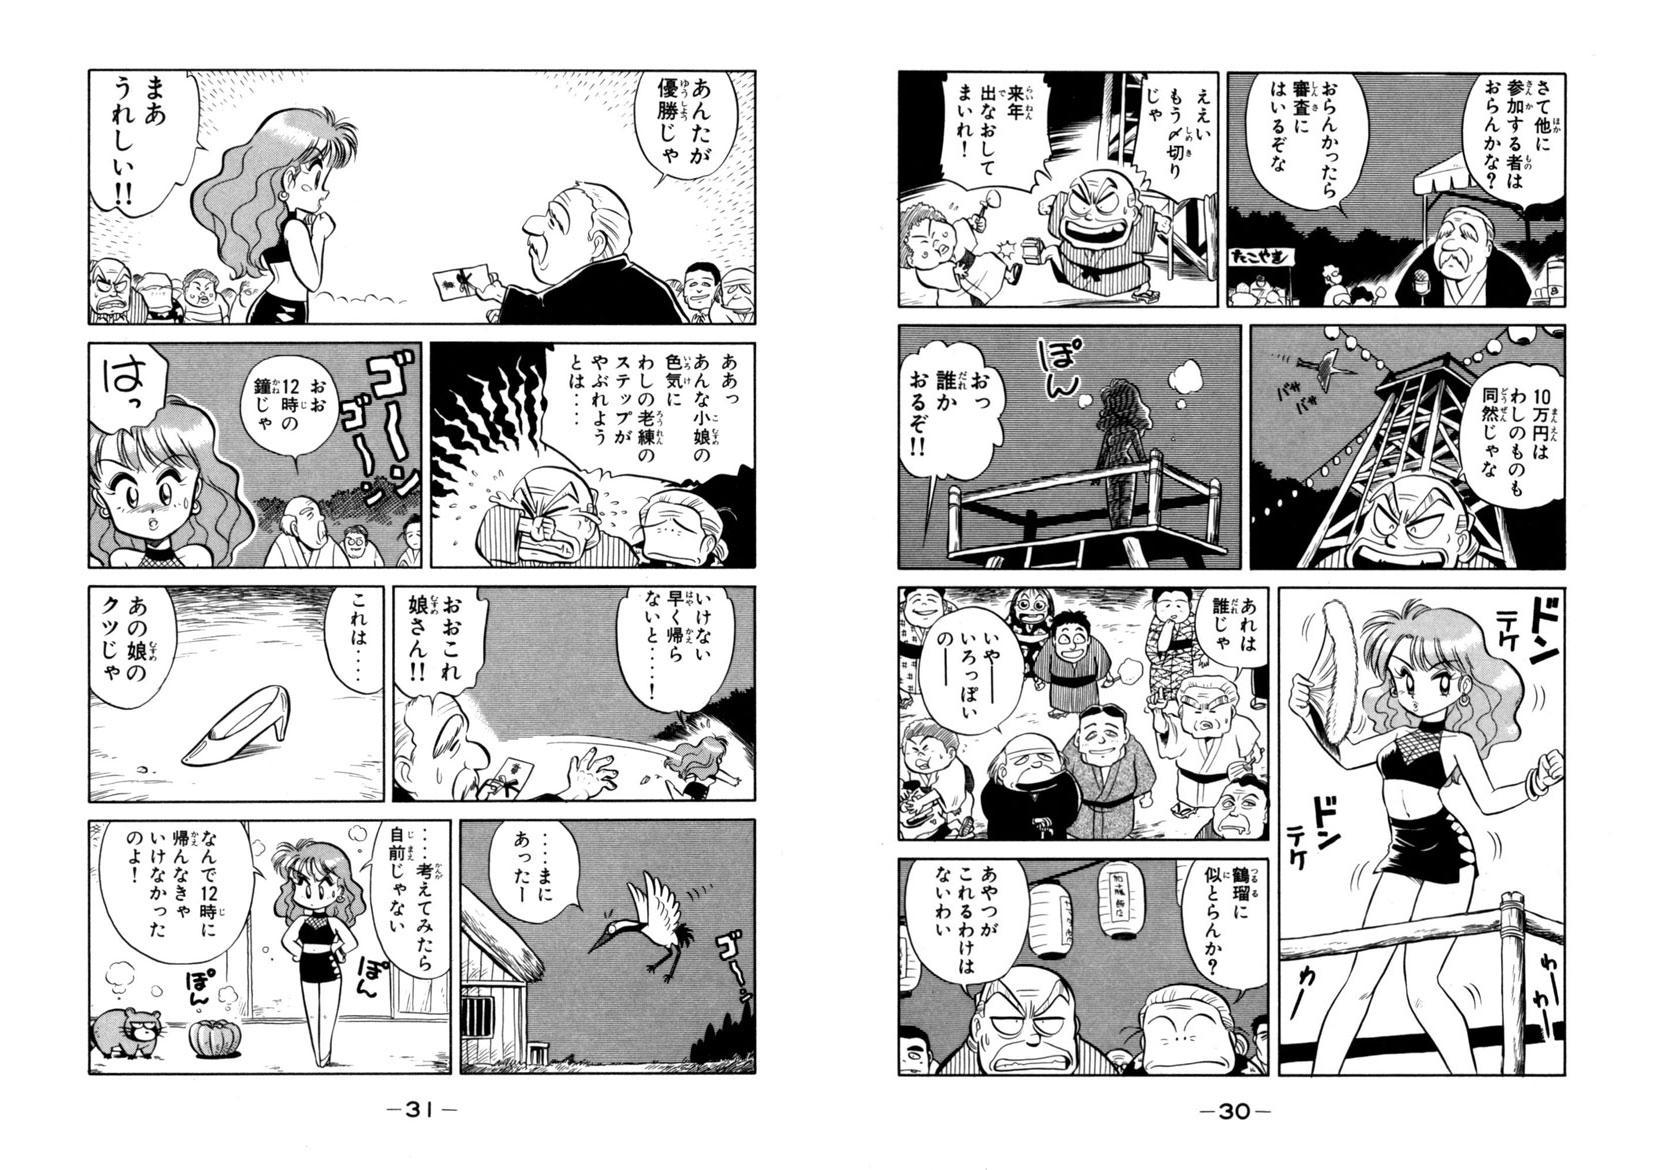 さて他に
参加する者は
おらんかな?
おらんかったら
審査に
はいるぞな
たこやき
ええい
もう〆切り
じゃ
来年
出なおして
まいれ!
10万円は
わしのものも
同然じゃな
バサ
バサ
ぽん
おっ
誰か
おるぞ!!
ドン
テケ
ドン
テケ
わー
わー
あれは
誰じゃ
いやー
いろっぽい
のー
鶴瑠に
似とらんか?
あやつが
これるわけは
ないわい
—30—
あんたが
優勝じゃ
まあ
うれしい!!
ああっ
あんな小娘の
色気に
わしの老練の
ステップが
やぶれよう
とは‥‥
ゴーン
ゴーン
おお
12時の
鐘じゃ
はっ
いけない
早く帰ら
ないと‥‥!
おおこれ
娘さん!!
これは‥‥
あの娘の
クツじゃ
ゴーン
‥‥まに
あったー
‥‥考えてみたら
自前じゃない
なんで12時に
帰んなきゃ
いけなかった
のよ!
ぽん
ぽん
—31—